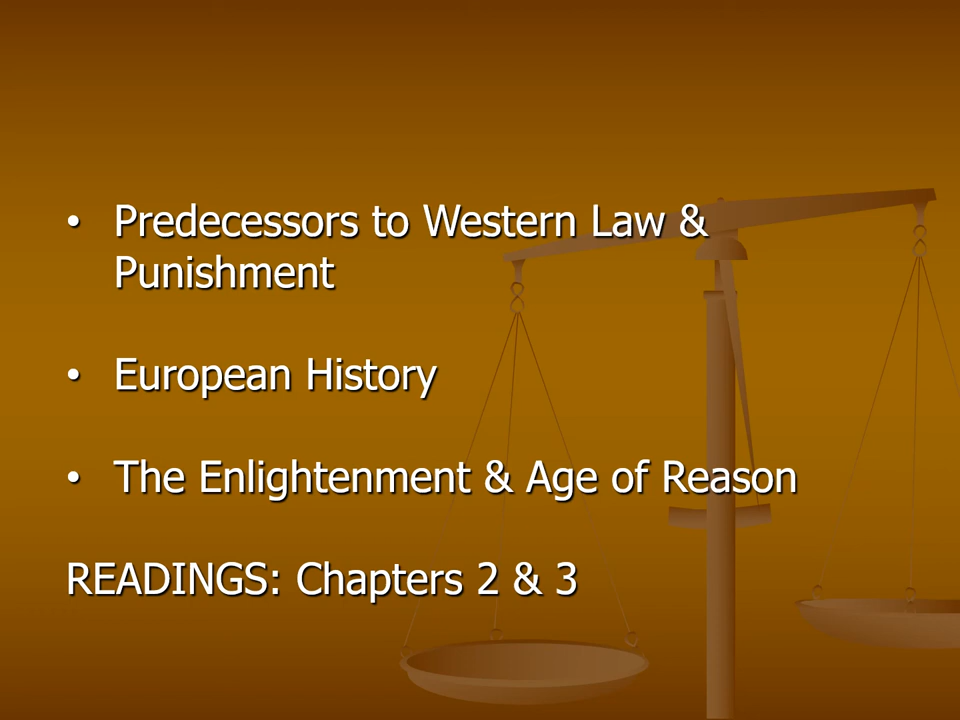 • Predecessors to Western Law &
Punishment
• European History
• The Enlightenment & Age of Reason
READINGS: Chapters 2 & 3